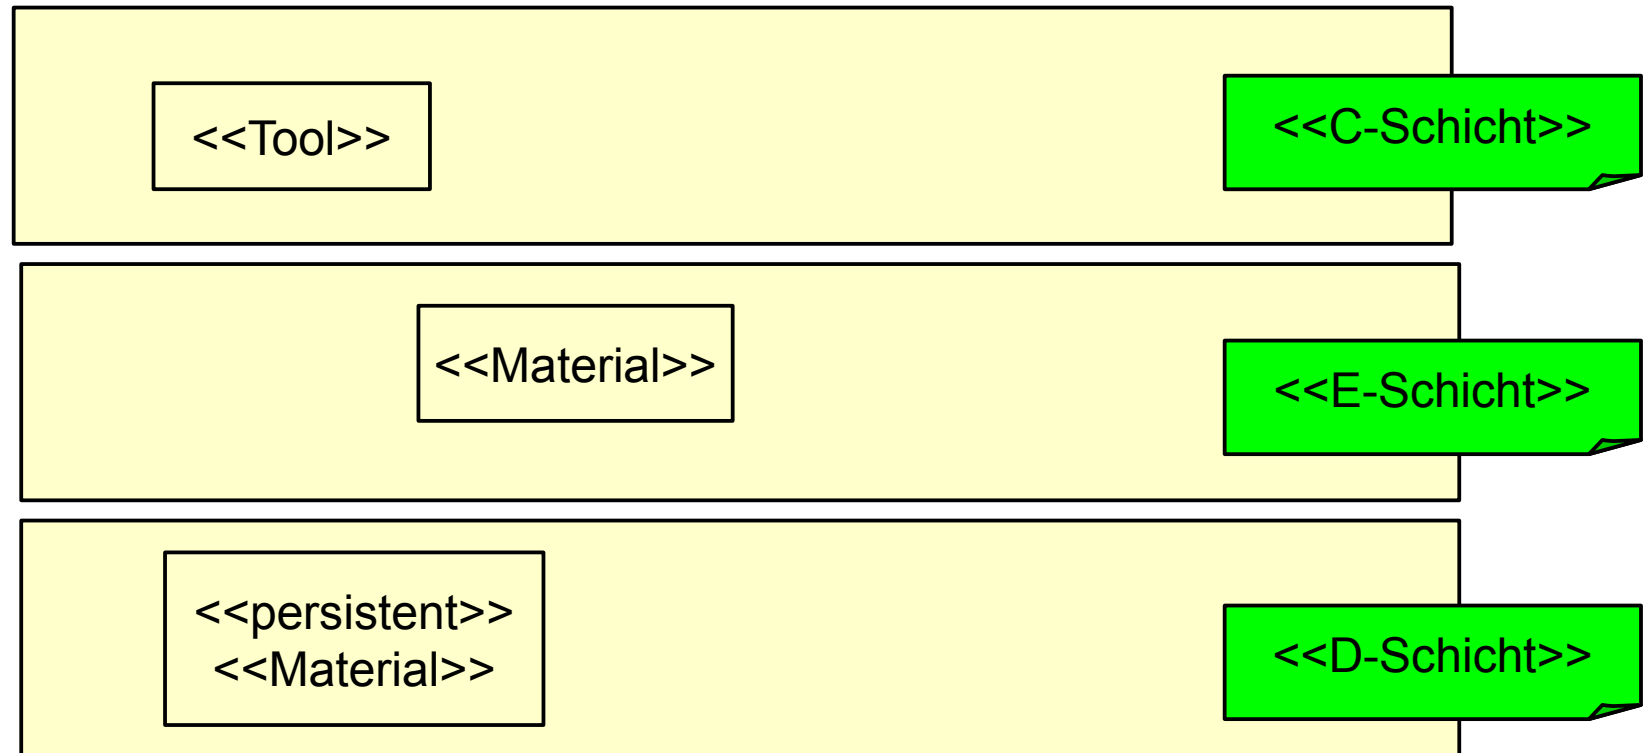 <<Tool>>
<<C-Schicht>>
<<Material>>
<<E-Schicht>>
<<persistent>>
<<Material>>
<<D-Schicht>>